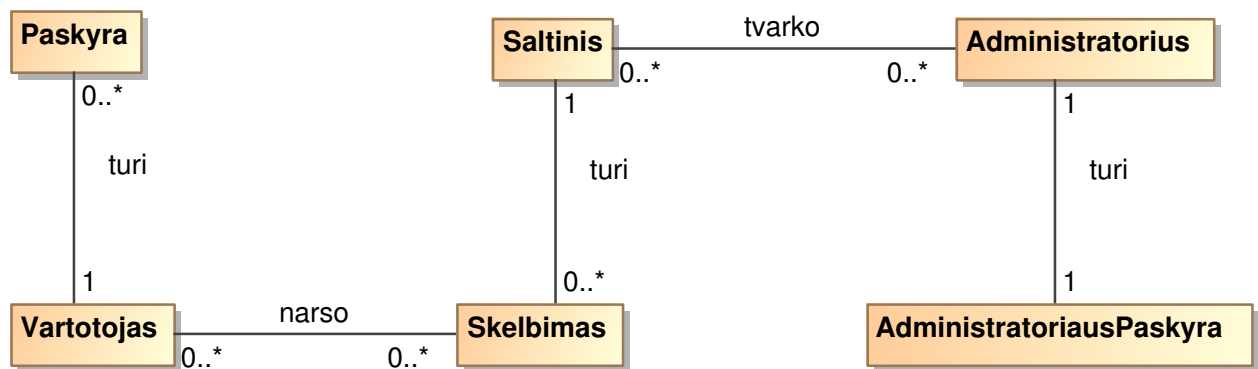 Paskyra
Saltinis
tvarko
Administratorius
0..*
0..*
0..*
1
1
turi
turi
turi
1
0..*
1
Vartotojas
narso
Skelbimas
AdministratoriausPaskyra
0..*
0..*